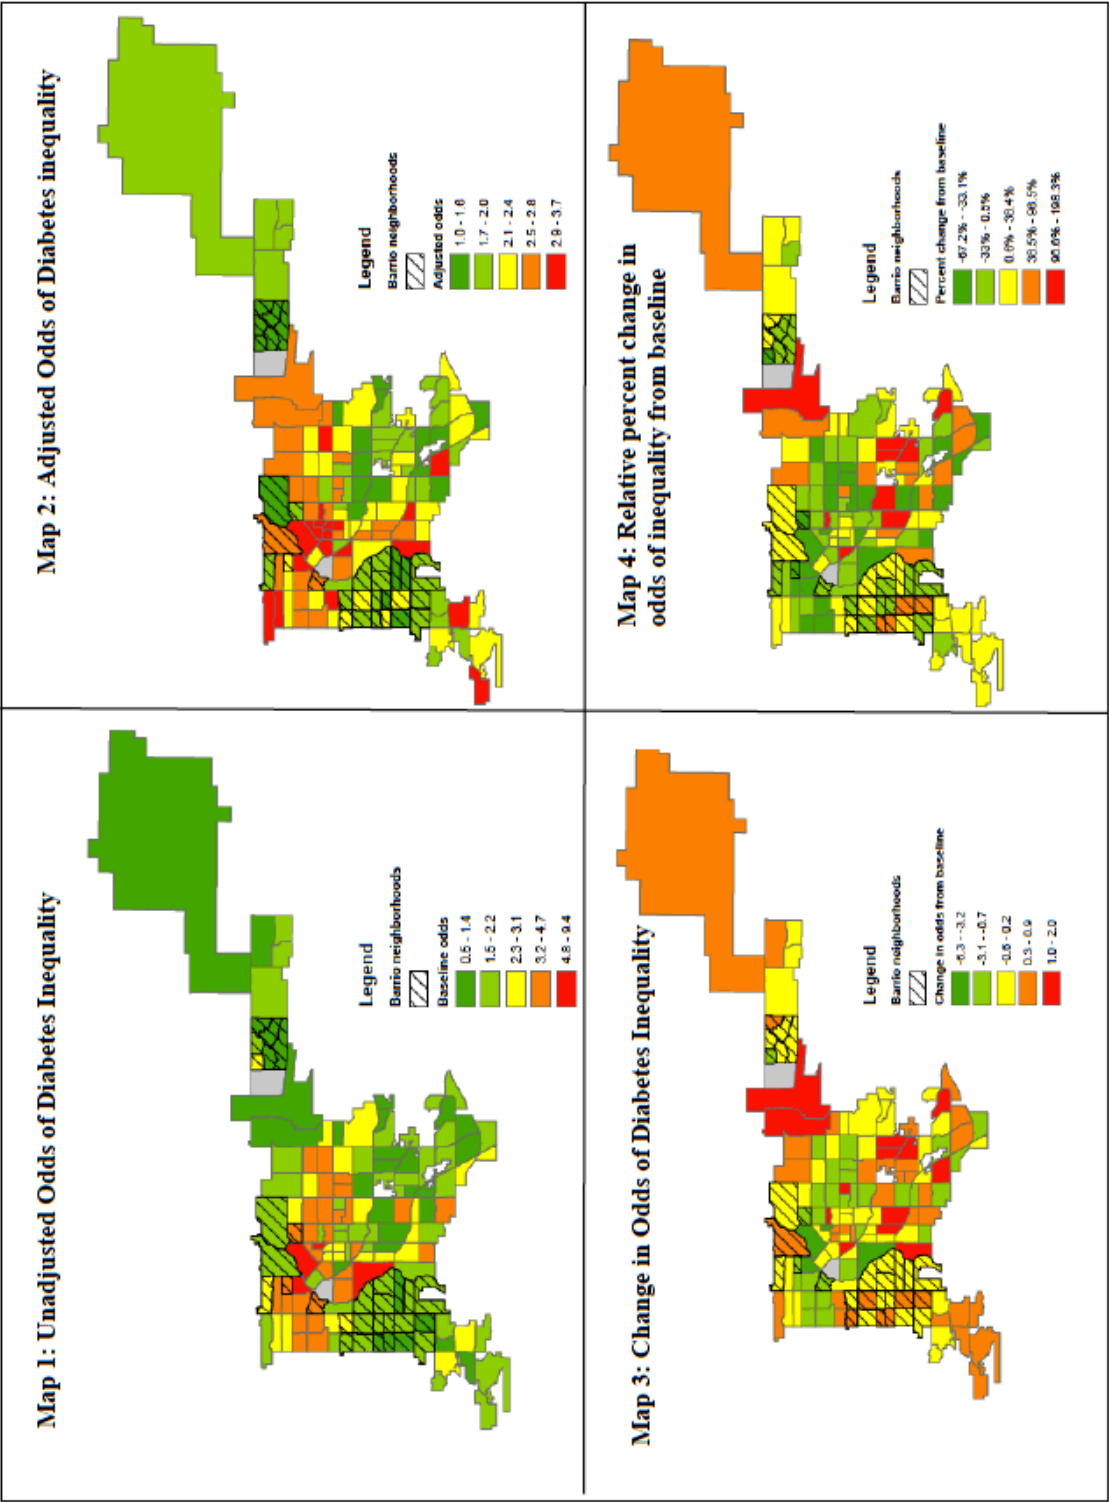 Map 1: Unadjusted Odds of Diabetes Inequality
Legend
Barrio neighborhoods
Baseline odds
0.5 - 1.4
1.5 - 2.2
2.3 - 3.1
3.2 - 4.7
4.8 - 9.4
Map 2: Adjusted Odds of Diabetes inequality
Legend
Barrio neighborhoods
Adjusted odds
1.0 - 1.6
1.7 - 2.0
2.1 - 2.4
2.5 - 2.8
2.9 - 3.7
Map 3: Change in Odds of Diabetes Inequality
Legend
Barrio neighborhoods
Change in odds from baseline
-6.3 - -3.2
-3.1 - -0.7
-0.6 - 0.2
0.3 - 0.9
1.0 - 2.0
Map 4: Relative percent change in
odds of inequality from baseline
Legend
Barrio neighborhoods
Percent change from baseline
-67.2% - -33.1%
-33% - 0.5%
0.6% - 38.4%
38.5% - 96.5%
96.6% - 198.3%